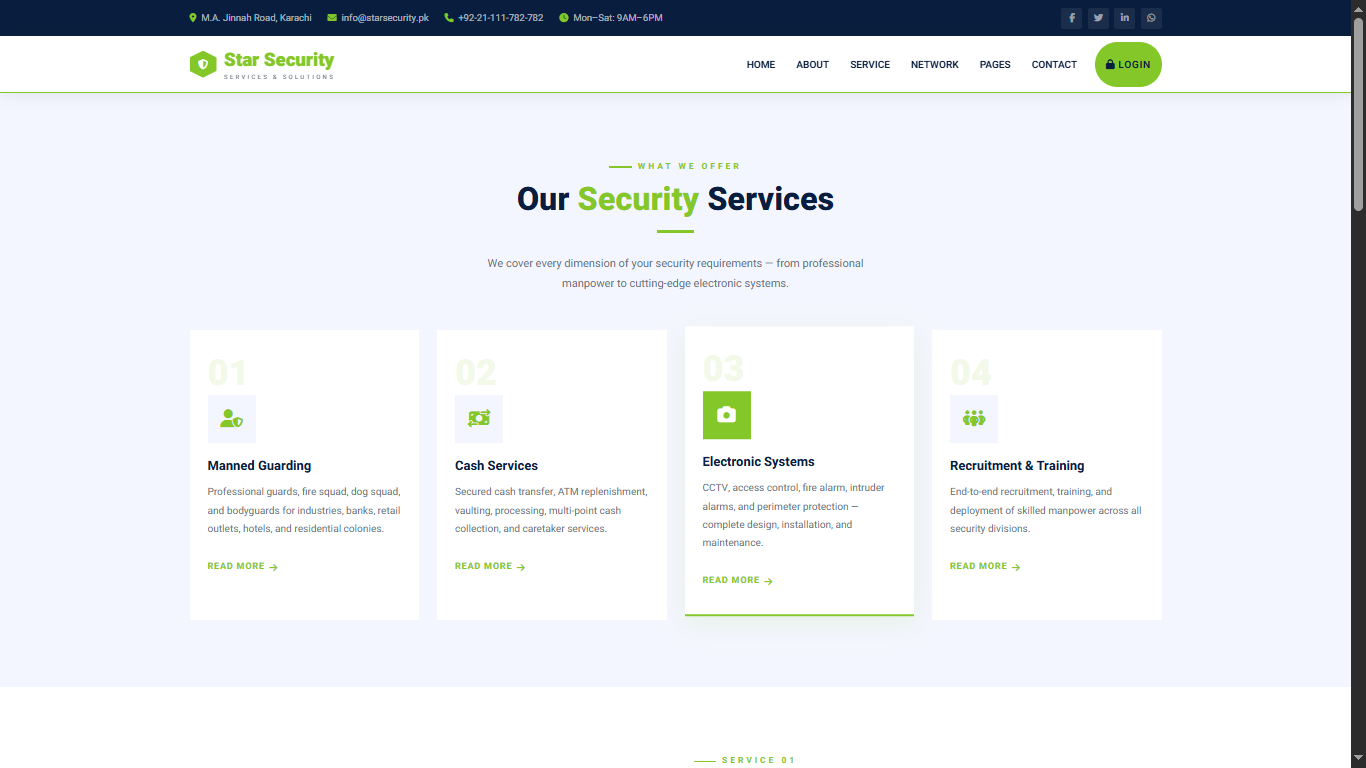 M.A. Jinnah Road, Karachi info@starsecurity.pk +92-21-111-782-782 Mon–Sat: 9AM–6PM
Star Security
SERVICES & SOLUTIONS
HOME ABOUT SERVICE NETWORK PAGES CONTACT LOGIN
WHAT WE OFFER
Our Security Services
We cover every dimension of your security requirements — from professional
manpower to cutting-edge electronic systems.
01
Manned Guarding
Professional guards, fire squad, dog squad,
and bodyguards for industries, banks, retail
outlets, hotels, and residential colonies.
READ MORE →
02
Cash Services
Secured cash transfer, ATM replenishment,
vaulting, processing, multi-point cash
collection, and caretaker services.
READ MORE →
03
Electronic Systems
CCTV, access control, fire alarm, intruder
alarms, and perimeter protection —
complete design, installation, and
maintenance.
READ MORE →
04
Recruitment & Training
End-to-end recruitment, training, and
deployment of skilled manpower across all
security divisions.
READ MORE →
SERVICE 01